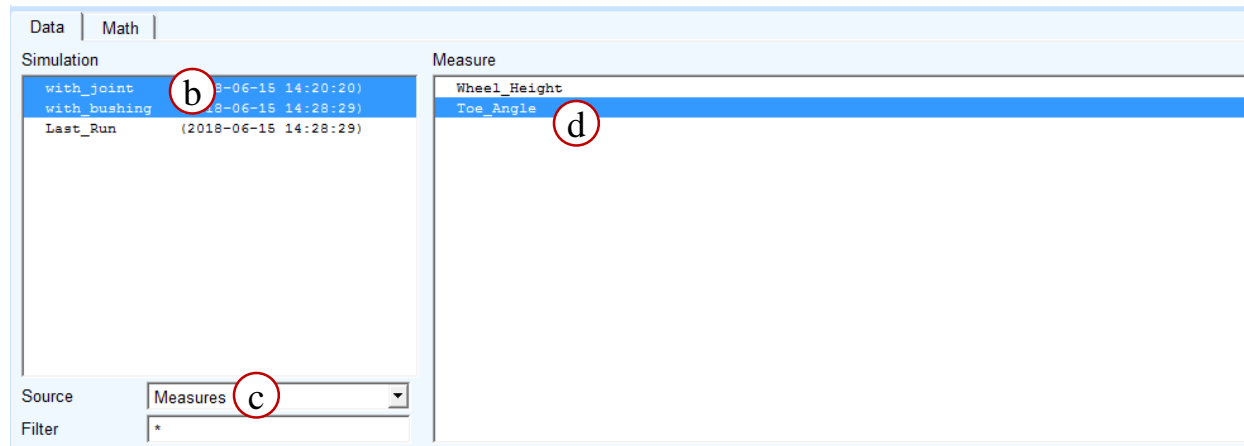 Data Math
Simulation
with_joint b 8-06-15 14:20:20)
with_bushing 8-06-15 14:28:29)
Last_Run (2018-06-15 14:28:29)
Source Measures c
Filter *
Measure
Wheel_Height
Toe_Angle
d